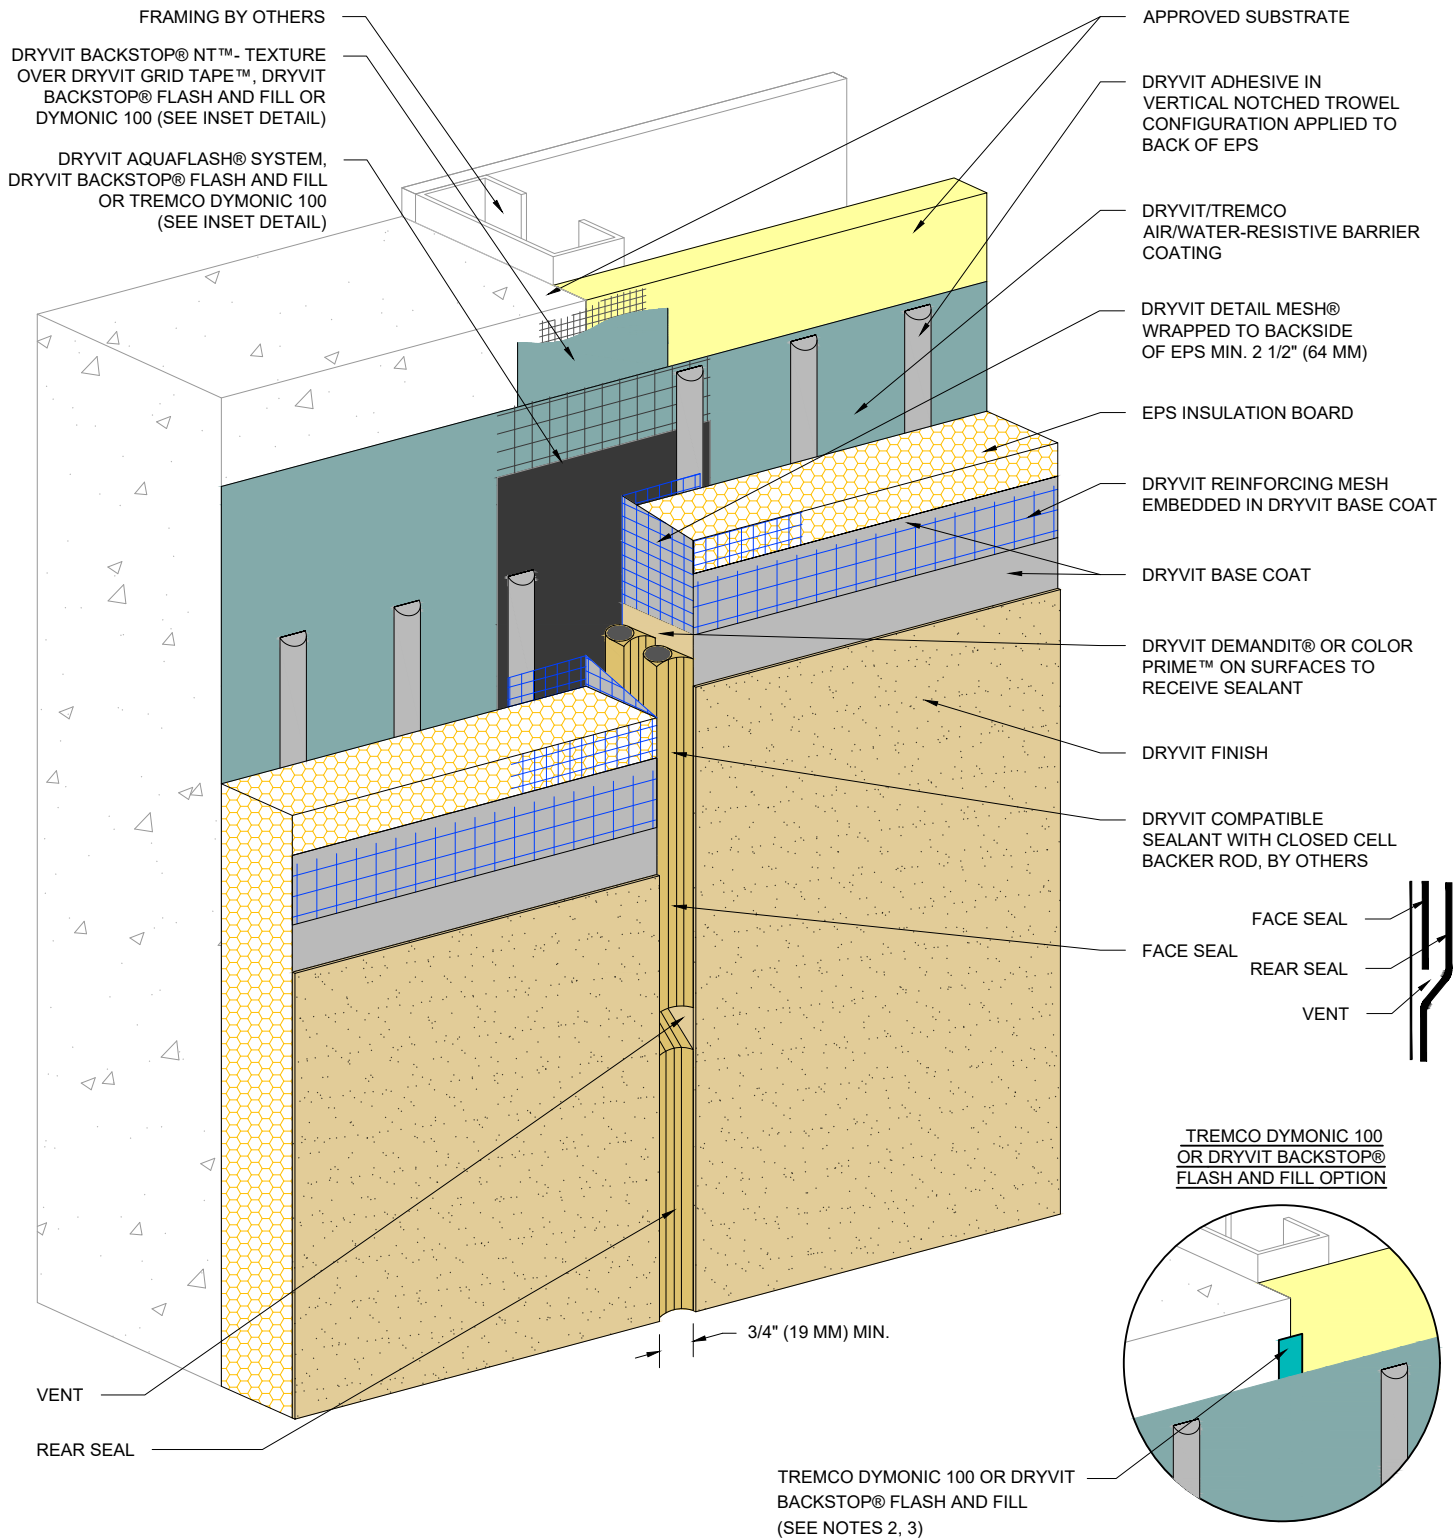 FRAMING BY OTHERS
DRYVIT BACKSTOP® NT™- TEXTURE
OVER DRYVIT GRID TAPE™, DRYVIT
BACKSTOP® FLASH AND FILL OR
DYMONIC 100 (SEE INSET DETAIL)
DRYVIT AQUAFLASH® SYSTEM,
DRYVIT BACKSTOP® FLASH AND FILL
OR TREMCO DYMONIC 100
(SEE INSET DETAIL)
APPROVED SUBSTRATE
DRYVIT ADHESIVE IN
VERTICAL NOTCHED TROWEL
CONFIGURATION APPLIED TO
BACK OF EPS
DRYVIT/TREMCO
AIR/WATER-RESISTIVE BARRIER
COATING
DRYVIT DETAIL MESH®
WRAPPED TO BACKSIDE
OF EPS MIN. 2 1/2" (64 MM)
EPS INSULATION BOARD
DRYVIT REINFORCING MESH
EMBEDDED IN DRYVIT BASE COAT
DRYVIT BASE COAT
DRYVIT DEMANDIT® OR COLOR
PRIME™ ON SURFACES TO
RECEIVE SEALANT
DRYVIT FINISH
DRYVIT COMPATIBLE
SEALANT WITH CLOSED CELL
BACKER ROD, BY OTHERS
FACE SEAL
FACE SEAL
REAR SEAL
VENT
TREMCO DYMONIC 100
OR DRYVIT BACKSTOP®
FLASH AND FILL OPTION
3/4" (19 MM) MIN.
VENT
REAR SEAL
TREMCO DYMONIC 100 OR DRYVIT
BACKSTOP® FLASH AND FILL
(SEE NOTES 2, 3)